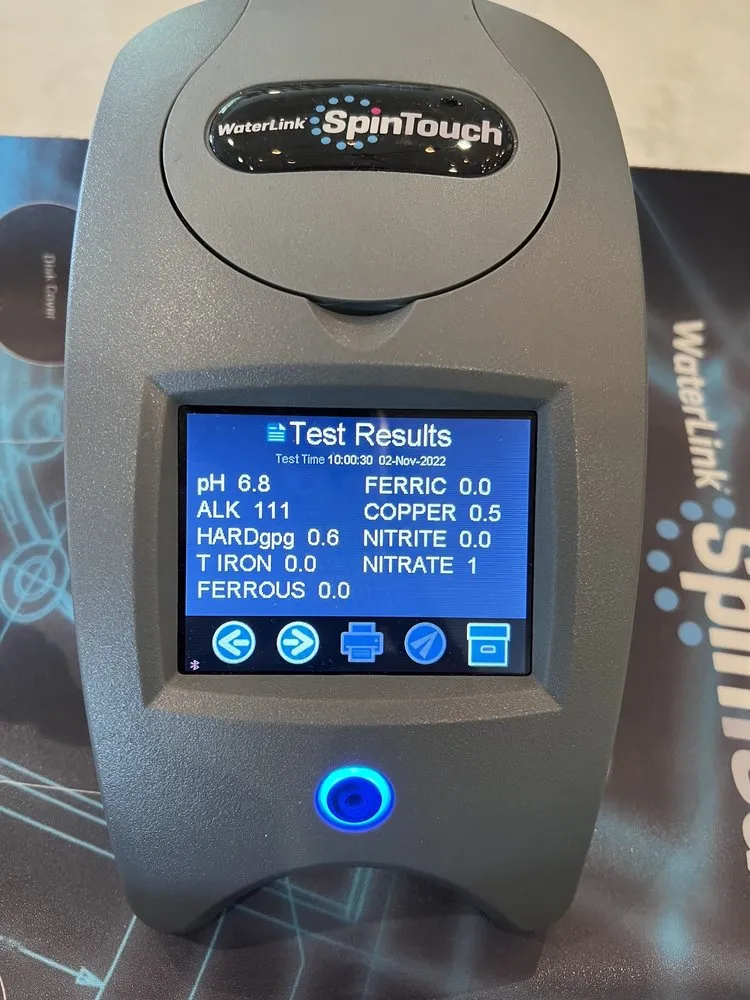 WaterLink SpinTouch
Test Results
Test Time 10:00:30 02-Nov-2022
pH 6.8
ALK 111
HARDgpg 0.6
T IRON 0.0
FERROUS 0.0
FERRIC 0.0
COPPER 0.5
NITRITE 0.0
NITRATE 1
Disk Cover
WaterLink